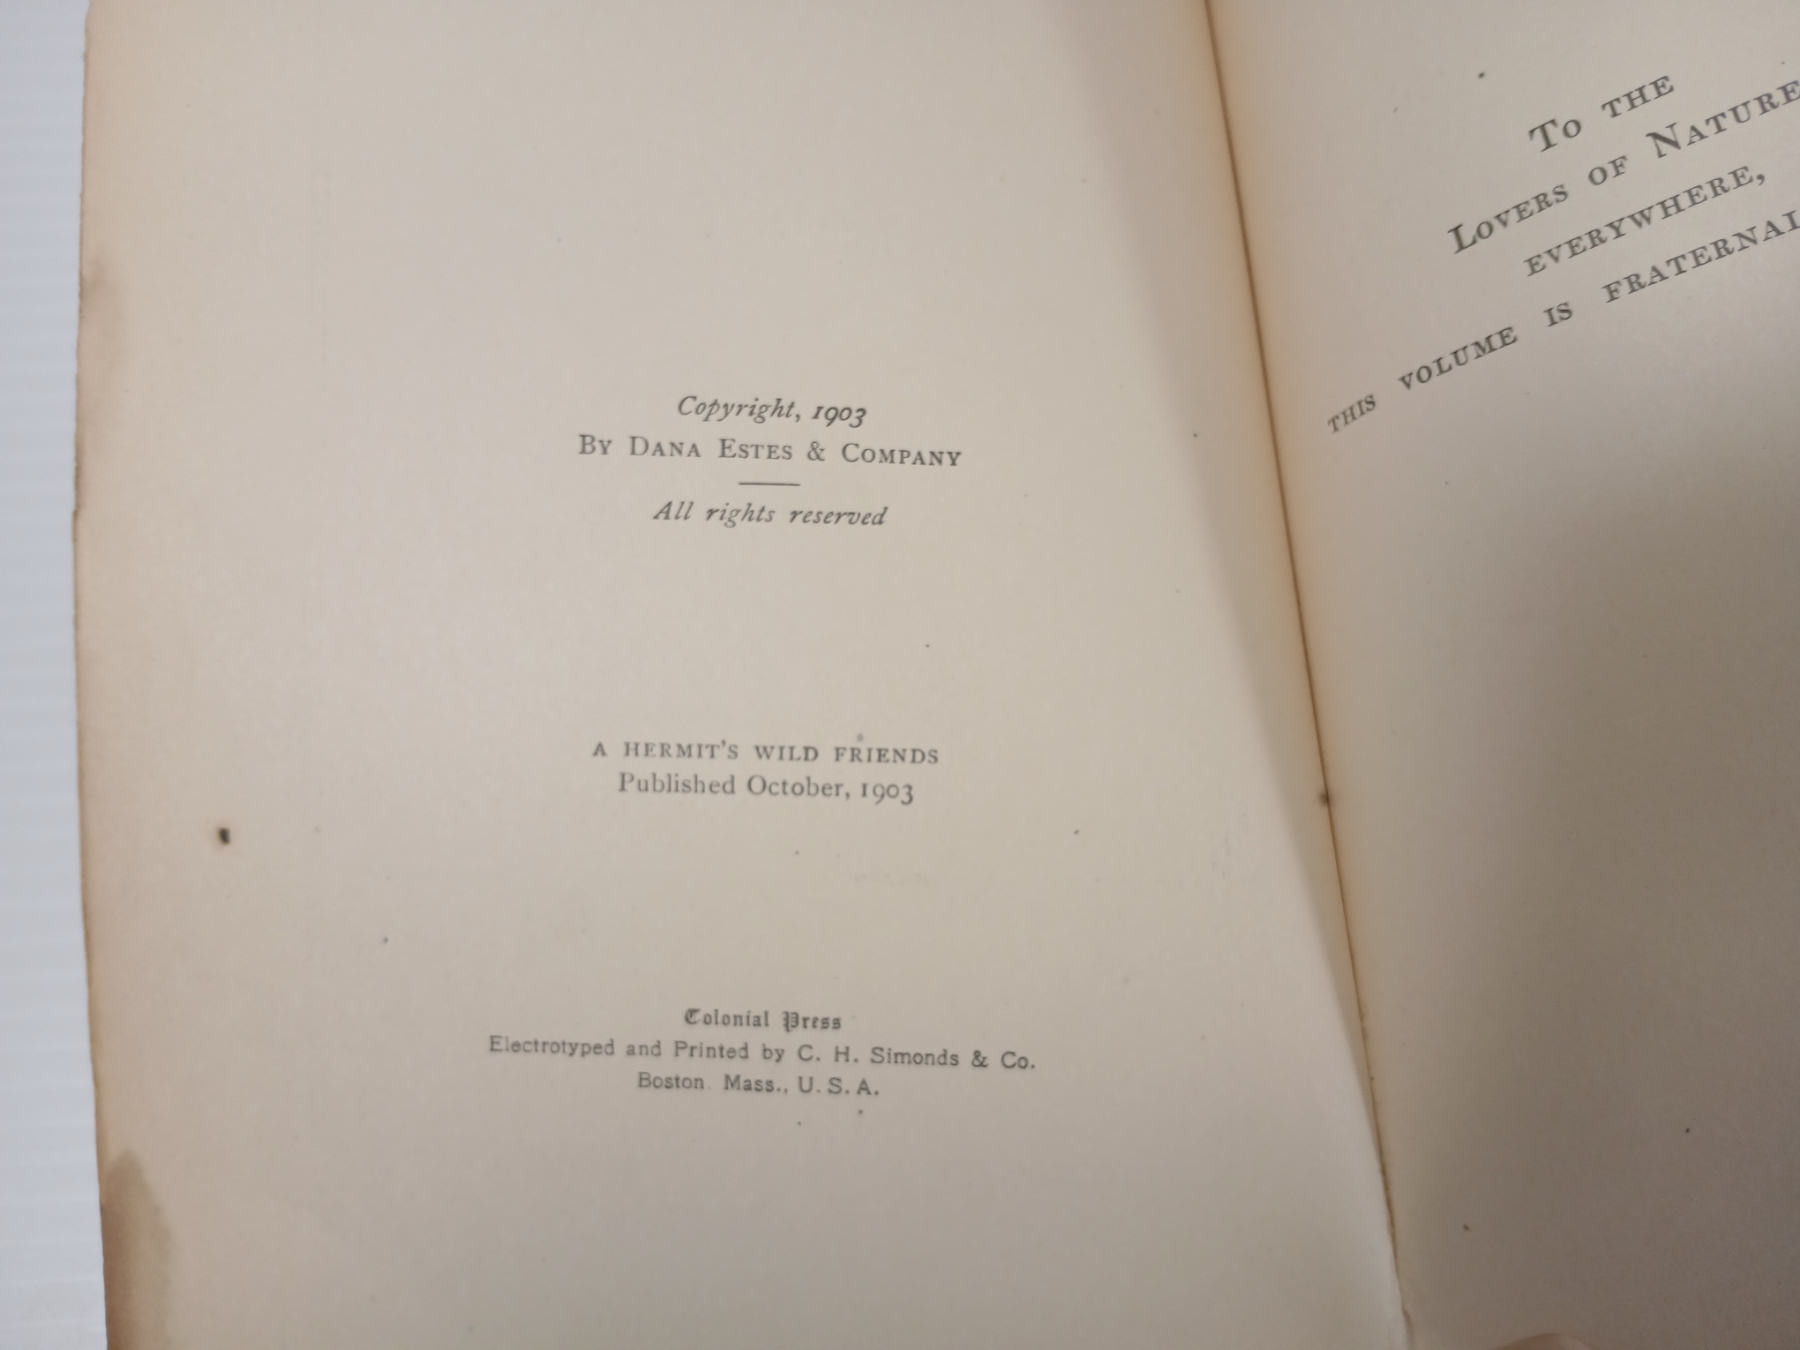 Copyright, 1903
By Dana Estes & Company
All rights reserved
A HERMIT'S WILD FRIENDS
Published October, 1903
Colonial Press
Electrotyped and Printed by C. H. Simonds & Co.
Boston. Mass., U. S. A.
To the
Lovers of Nature
everywhere,
this volume is